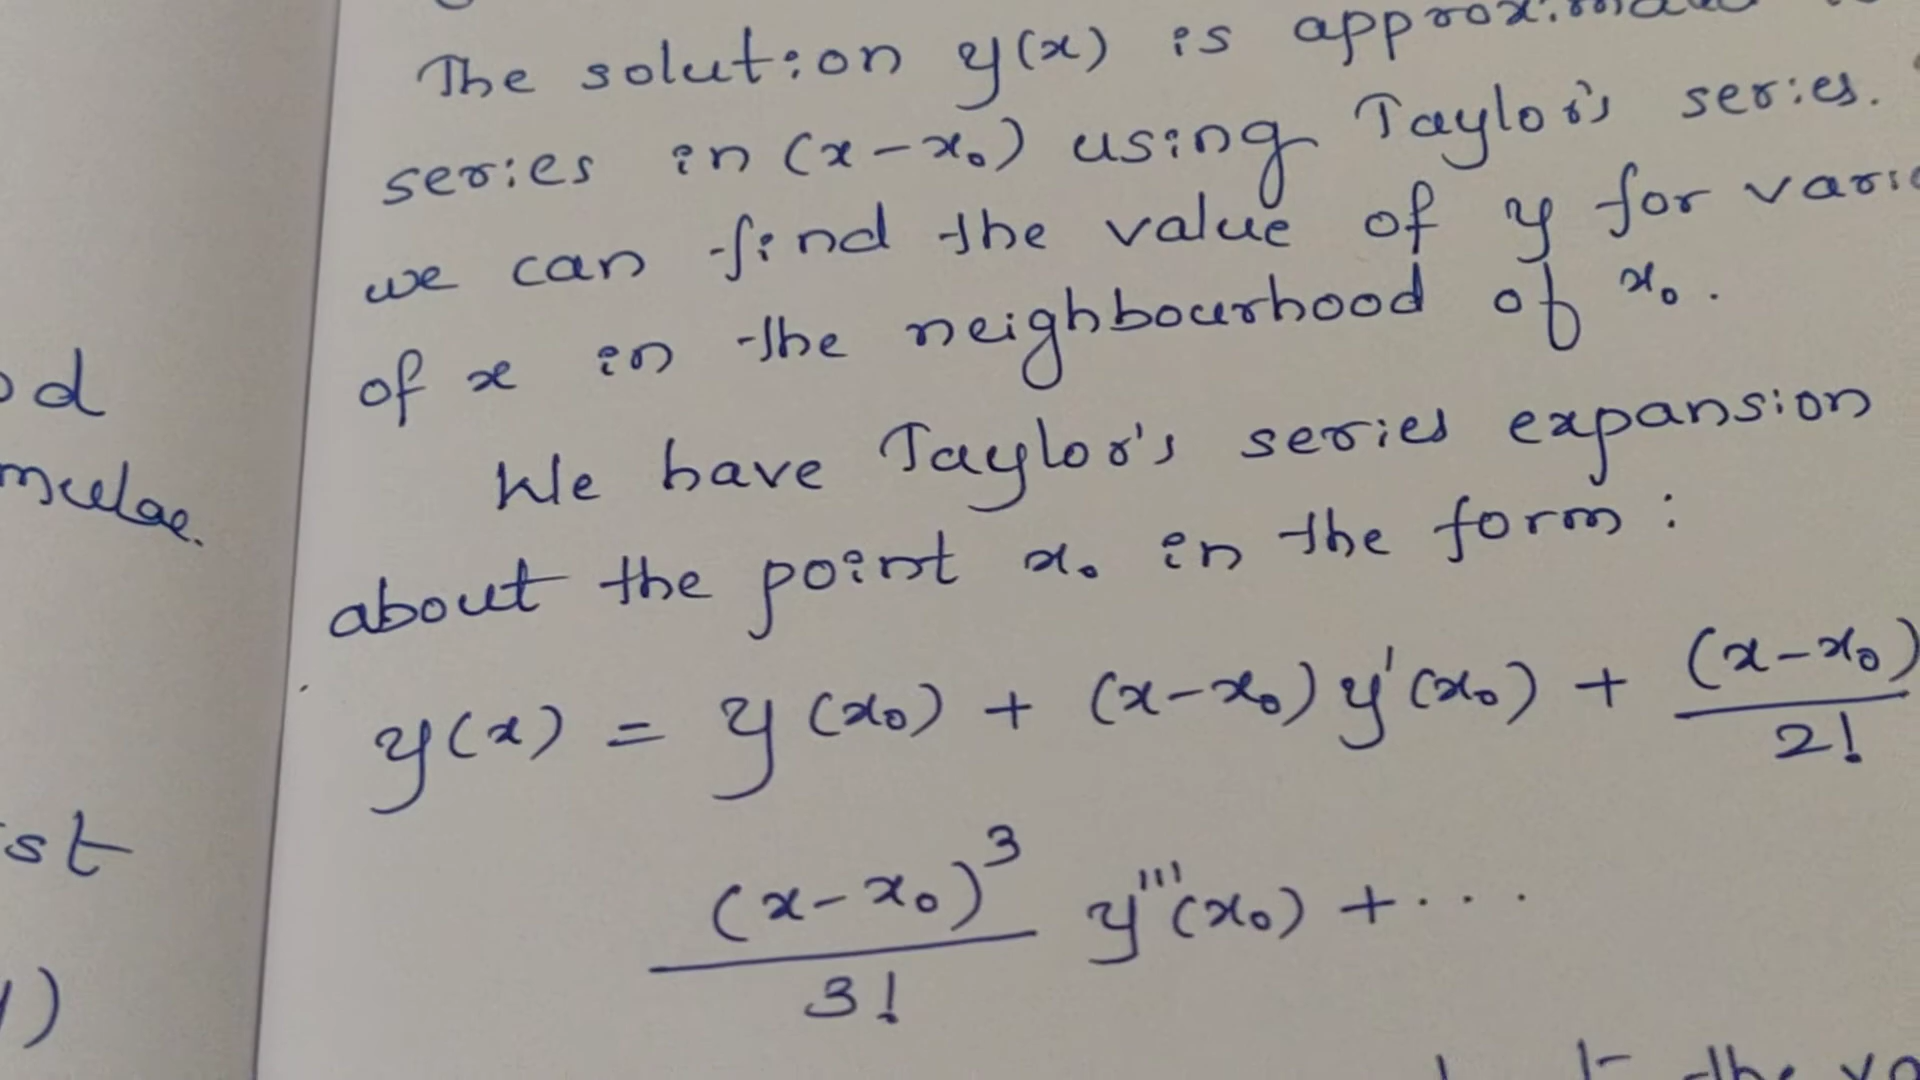 The solution y(x) is
series in (x-x₀) using Taylor's series.
we can find the value of y for
of x in the neighbourhood of x₀.
We have Taylor's series expansion
about the point x₀ in the form :
y(x) = y(x₀) + (x-x₀) y'(x₀) + (x-x₀)/2!
(x-x₀)³/3! y'''(x₀) + ...
the